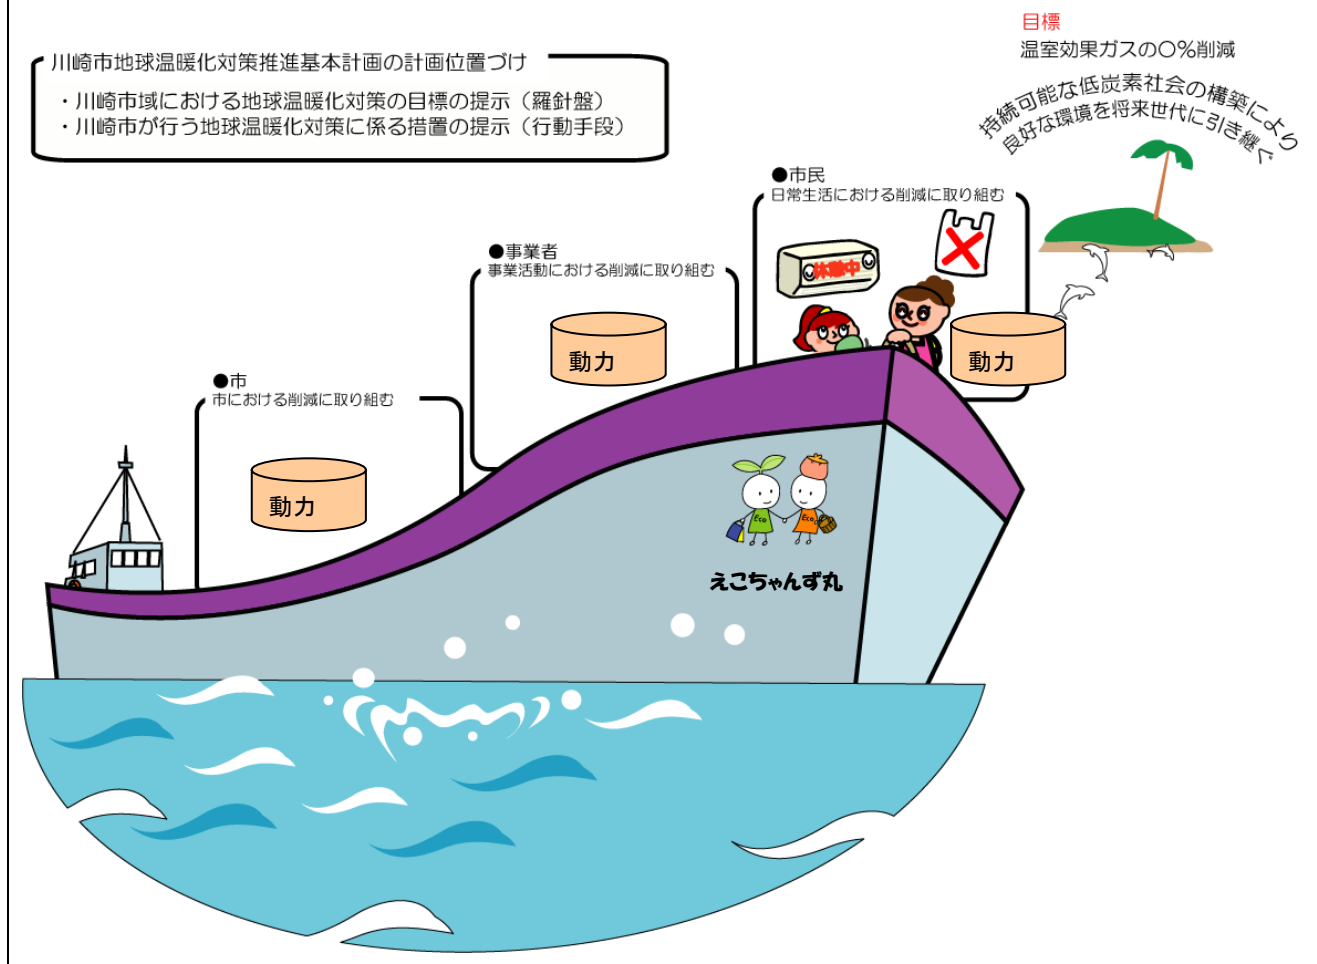 目標
温室効果ガスの〇%削減
持続可能な低炭素社会の構築により
良好な環境を将来世代に引き継ぐ
川崎市地球温暖化対策推進基本計画の計画位置づけ
・川崎市域における地球温暖化対策の目標の提示（羅針盤）
・川崎市が行う地球温暖化対策に係る措置の提示（行動手段）
●市民
日常生活における削減に取り組む
休憩中
動力
●事業者
事業活動における削減に取り組む
動力
●市
市における削減に取り組む
動力
Eco
Eco
えこちゃんず丸